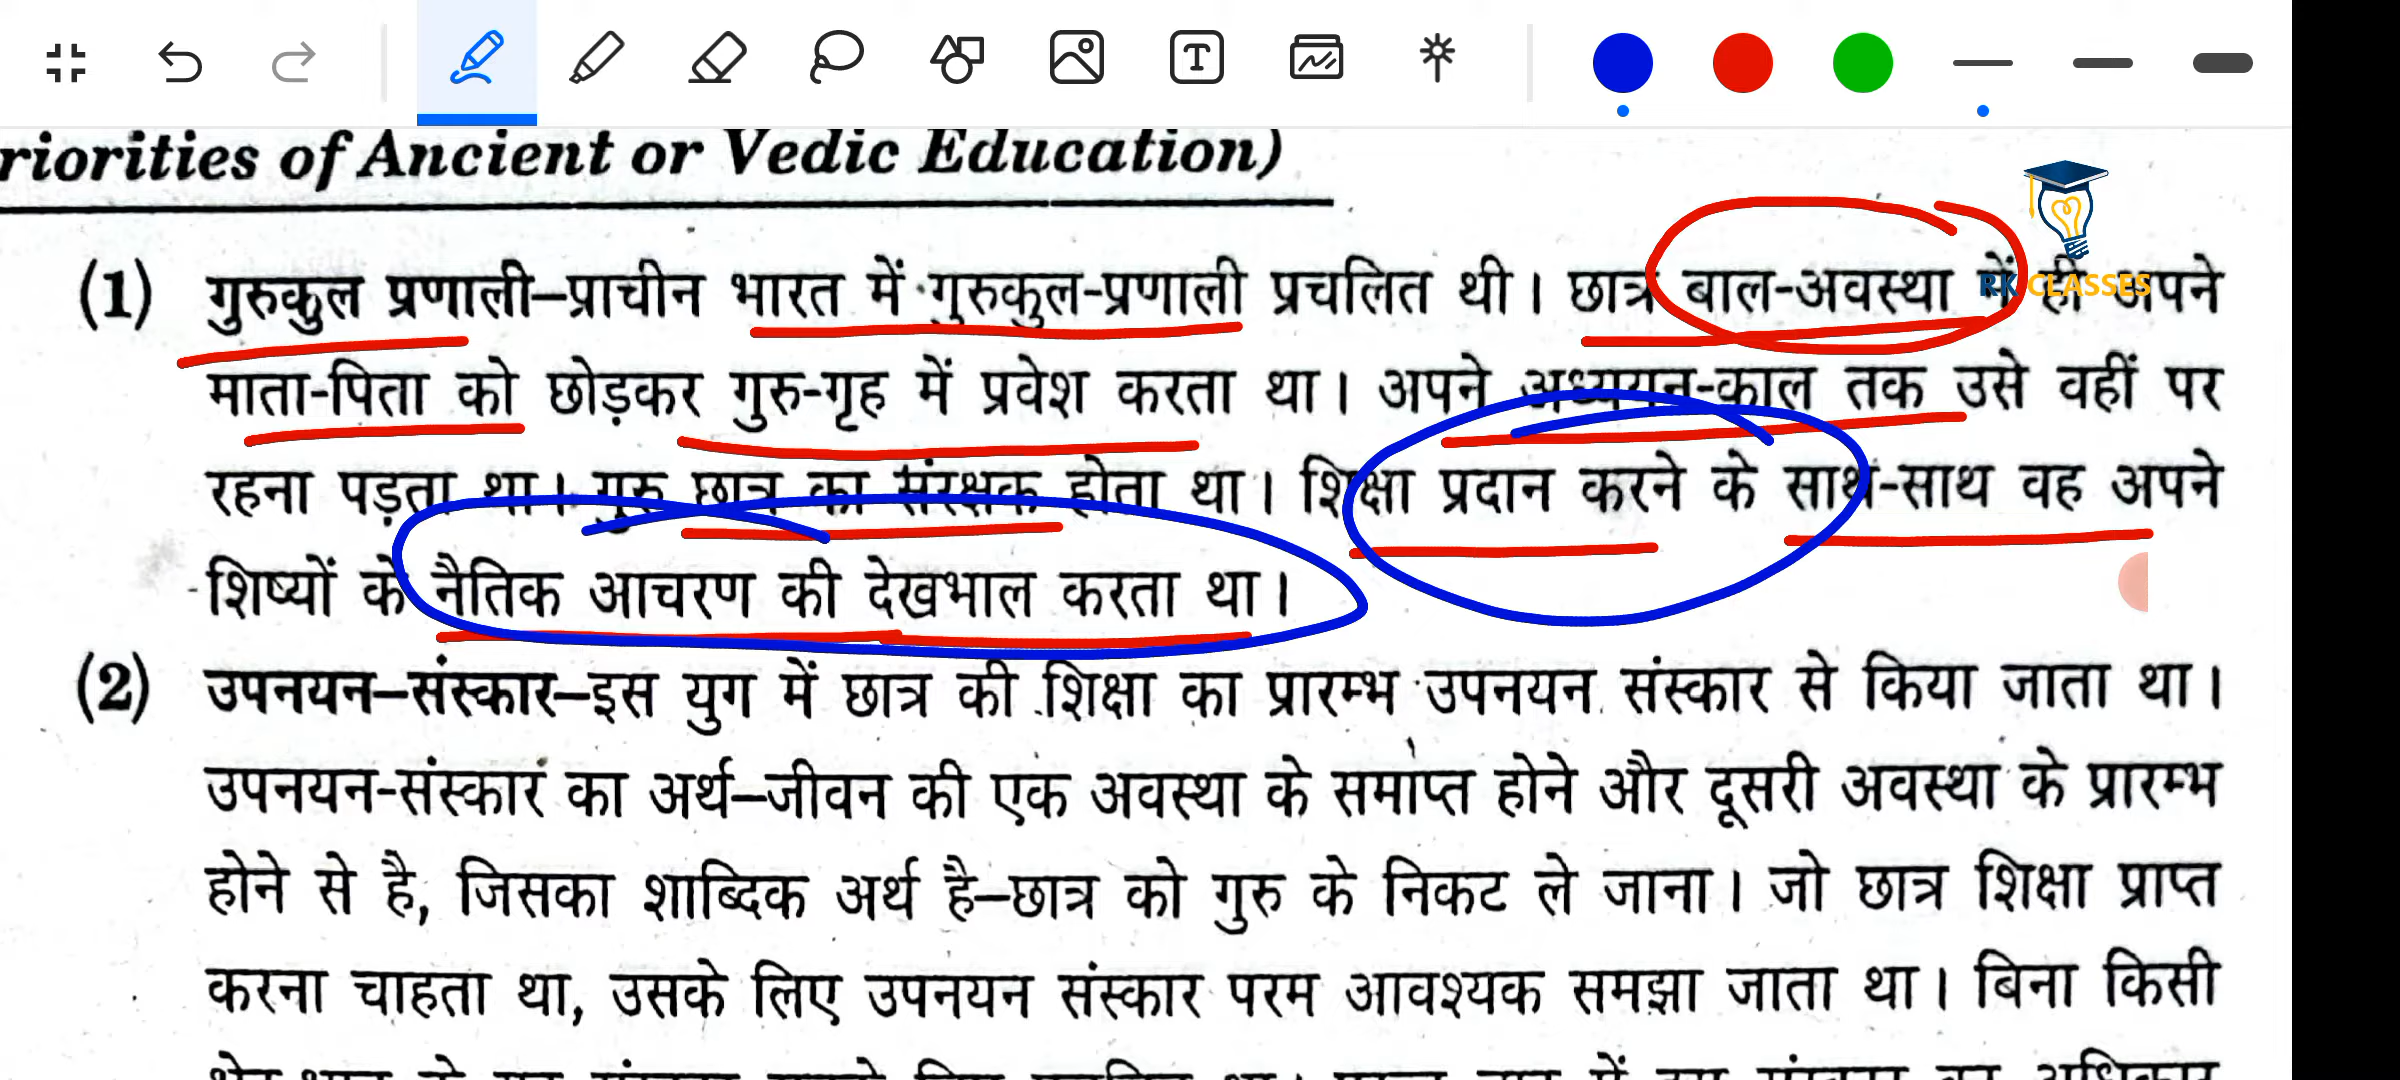 riorities of Ancient or Vedic Education)
RK CLASSES
(1) गुरुकुल प्रणाली–प्राचीन भारत में गुरुकुल-प्रणाली प्रचलित थी। छात्र बाल-अवस्था में ही अपने
माता-पिता को छोड़कर गुरु-गृह में प्रवेश करता था। अपने अध्ययन-काल तक उसे वहीं पर
रहना पड़ता था। गुरु छात्र का संरक्षक होता था। शिक्षा प्रदान करने के साथ-साथ वह अपने
शिष्यों के नैतिक आचरण की देखभाल करता था।
(2) उपनयन–संस्कार–इस युग में छात्र की शिक्षा का प्रारम्भ उपनयन संस्कार से किया जाता था।
उपनयन-संस्कार का अर्थ–जीवन की एक अवस्था के समाप्त होने और दूसरी अवस्था के प्रारम्भ
होने से है, जिसका शाब्दिक अर्थ है–छात्र को गुरु के निकट ले जाना। जो छात्र शिक्षा प्राप्त
करना चाहता था, उसके लिए उपनयन संस्कार परम आवश्यक समझा जाता था। बिना किसी